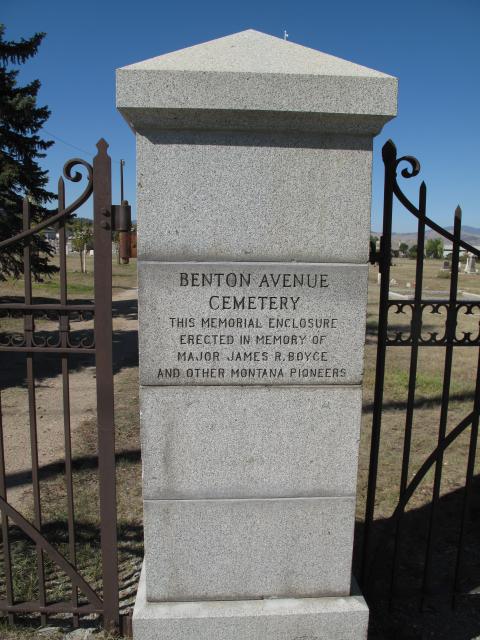 BENTON AVENUE
CEMETERY
THIS MEMORIAL ENCLOSURE
ERECTED IN MEMORY OF
MAJOR JAMES R. BOYCE
AND OTHER MONTANA PIONEERS